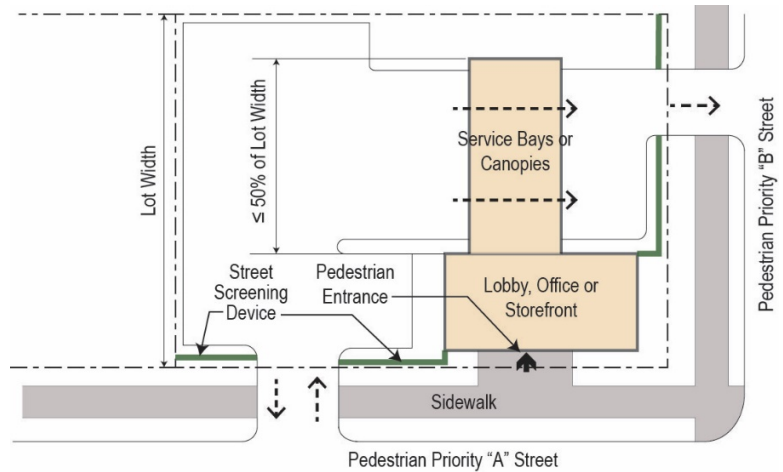 Lot Width
≤ 50% of Lot Width
Service Bays or
Canopies
Pedestrian Priority “B” Street
Street
Screening
Device
Pedestrian
Entrance
Lobby, Office or
Storefront
Sidewalk
Pedestrian Priority “A” Street